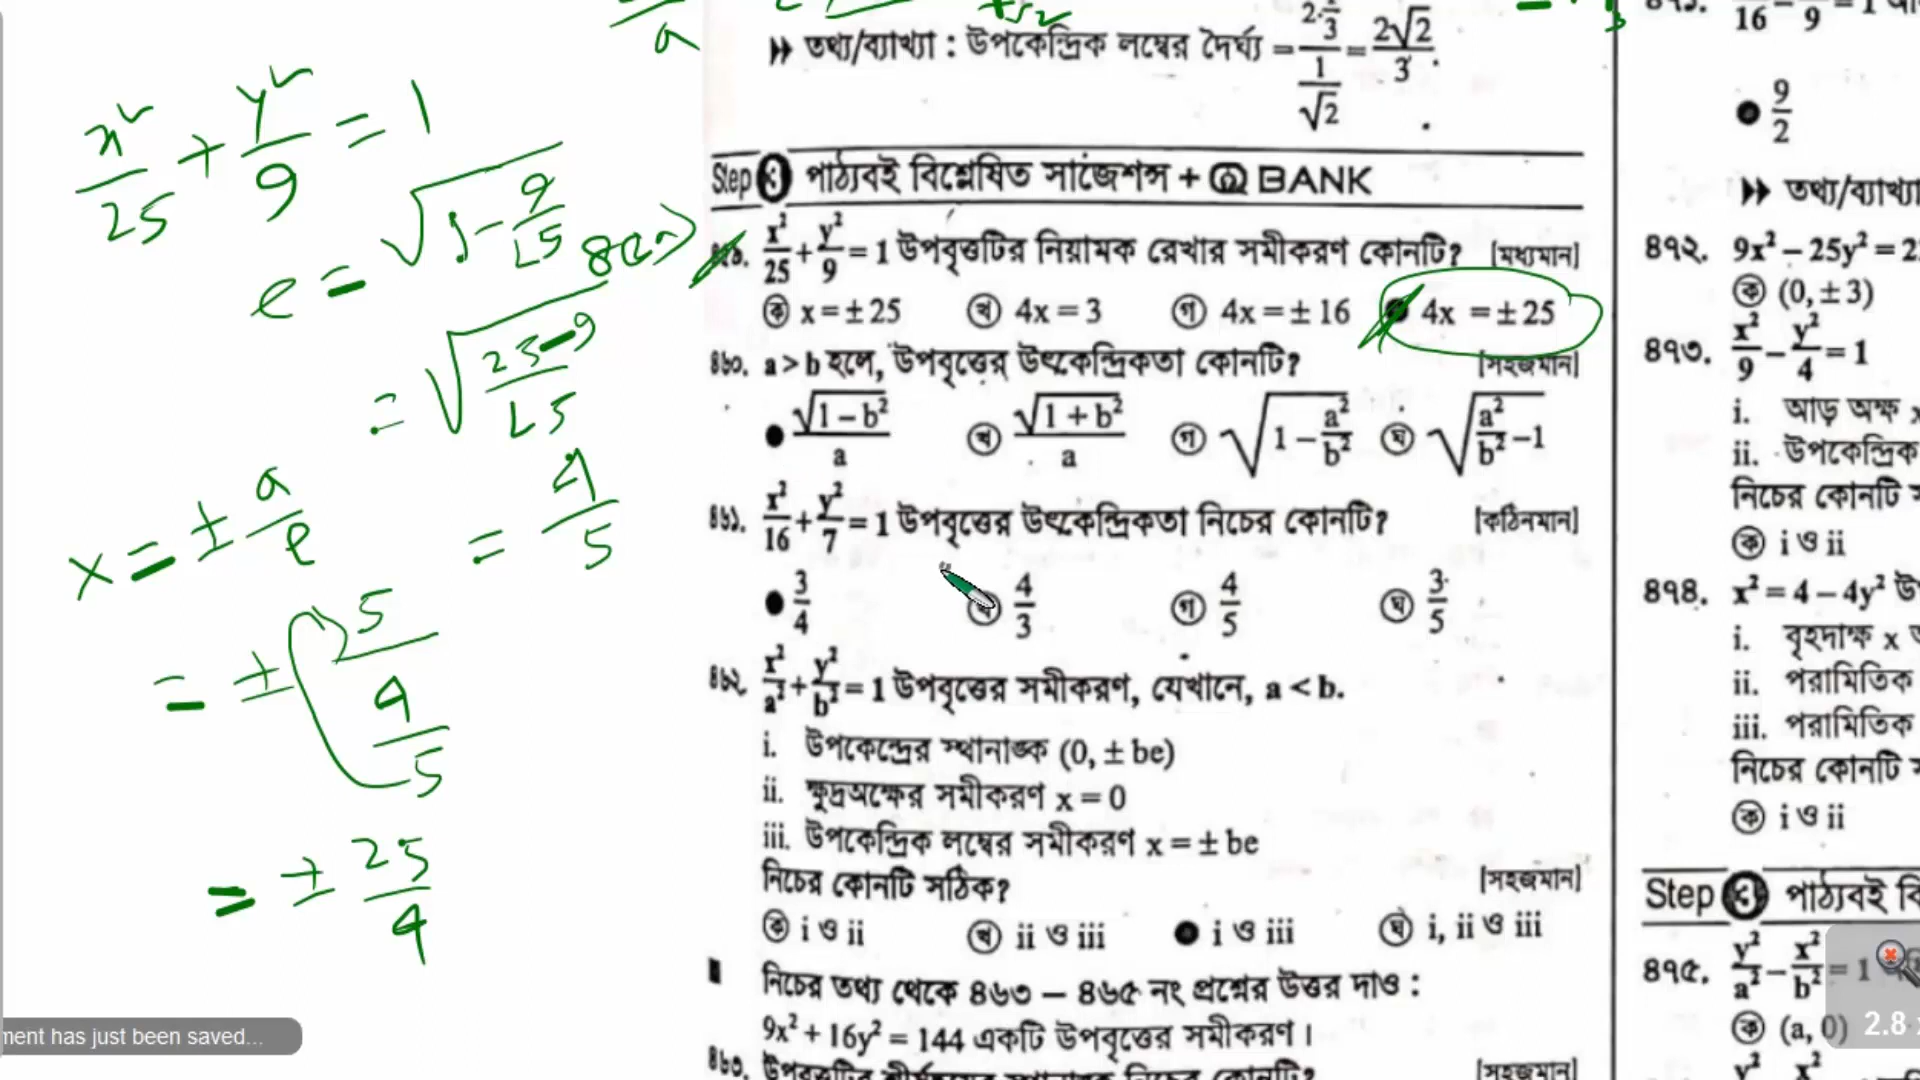 ▸▸ তথ্য/ব্যাখ্যা : উপকেন্দ্রিক লম্বের দৈর্ঘ্য = (2·1/3)/(1/√2) = 2√2/3 .
Step 3 পাঠ্যবই বিশ্লেষিত সাজেশন্স + Q BANK
x²/25 + y²/9 = 1 উপবৃত্তটির নিয়ামক রেখার সমীকরণ কোনটি? [মধ্যমান]
ক x = ± 25 খ 4x = 3 গ 4x = ± 16 ● 4x = ± 25
৪৬০. a > b হলে, উপবৃত্তের উৎকেন্দ্রিকতা কোনটি? [সহজমান]
● √(1 – b²)/a খ √(1 + b²)/a গ √(1 – a²/b²) ঘ √(a²/b² – 1)
৪৬১. x²/16 + y²/7 = 1 উপবৃত্তের উৎকেন্দ্রিকতা নিচের কোনটি? [কঠিনমান]
● 3/4 খ 4/3 গ 4/5 ঘ 3/5
৪৬২. x²/a² + y²/b² = 1 উপবৃত্তের সমীকরণ, যেখানে, a < b.
i. উপকেন্দ্রের স্থানাঙ্ক (0, ± be)
ii. ক্ষুদ্রঅক্ষের সমীকরণ x = 0
iii. উপকেন্দ্রিক লম্বের সমীকরণ x = ± be
নিচের কোনটি সঠিক? [সহজমান]
ক i ও ii খ ii ও iii ● i ও iii ঘ i, ii ও iii
নিচের তথ্য থেকে ৪৬৩ – ৪৬৫ নং প্রশ্নের উত্তর দাও :
9x² + 16y² = 144 একটি উপবৃত্তের সমীকরণ।
x²/25 + y²/9 = 1
e = √(1 - 9/25)
= √((25-9)/25)
= 4/5
x = ± a/e
= ± 5/(4/5)
= ± 25/4
● 9/2
▸▸ তথ্য/ব্যাখ্যা
৪৭২. 9x² – 25y² = 2
ক (0, ± 3)
৪৭৩. x²/9 – y²/4 = 1
i. আড় অক্ষ x
ii. উপকেন্দ্রিক
নিচের কোনটি
ক i ও ii
৪৭৪. x² = 4 – 4y²
i. বৃহদাক্ষ x
ii. পরামিতিক
iii. পরামিতিক
নিচের কোনটি
ক i ও ii
Step 3 পাঠ্যবই বি
৪৭৫. y²/a² – x²/b² = 1
ক (a, 0)
ment has just been saved...
2.8